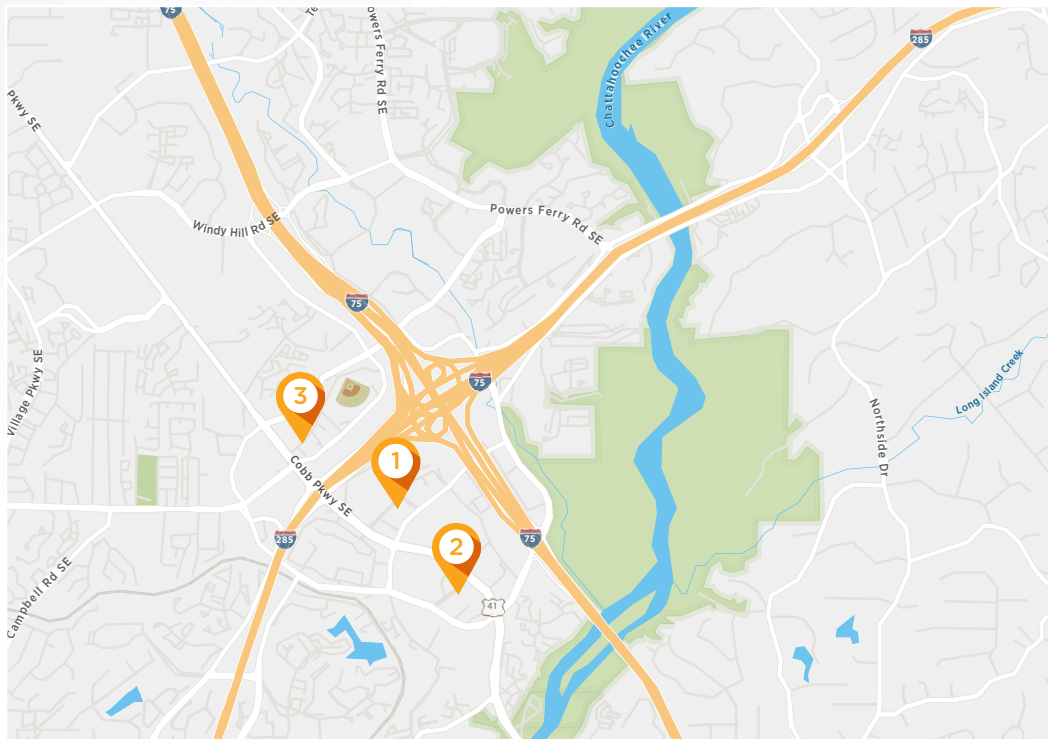 75
Te
Powers Ferry Rd SE
Chattahoochee River
285
Pkwy SE
Windy Hill Rd SE
Powers Ferry Rd SE
75
Village Pkwy SE
75
Long Island Creek
3
Northside Dr
1
Cobb Pkwy SE
285
75
2
Campbell Rd SE
41